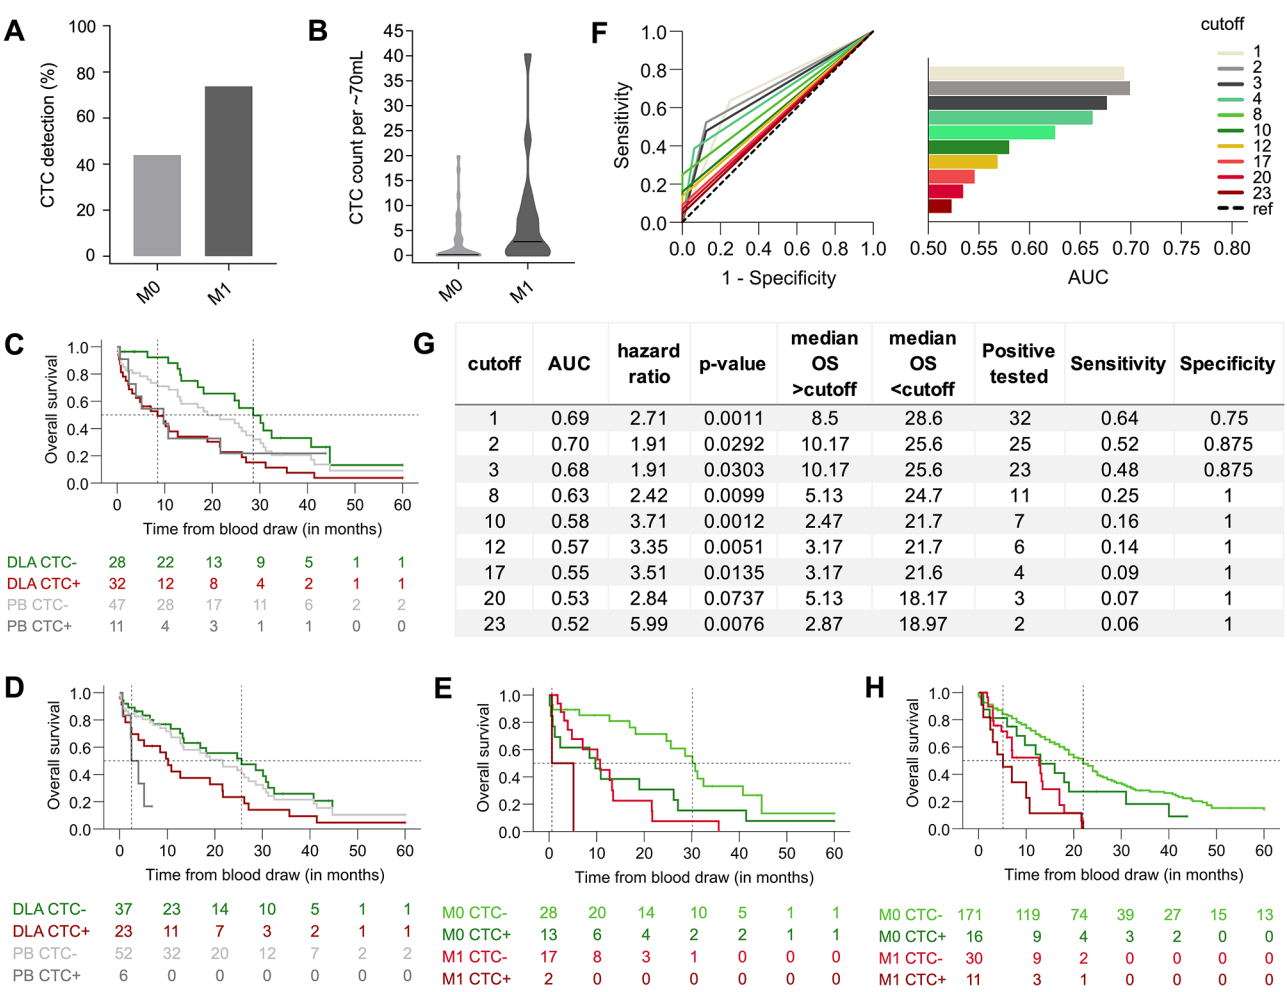 A
CTC detection (%)
100
80
60
40
20
0
M0
M1
B
CTC count per ~70mL
45
40
35
30
25
20
15
10
5
0
M0
M1
F
Sensitivity
1.0
0.8
0.6
0.4
0.2
0.0
0.0 0.2 0.4 0.6 0.8 1.0
1 - Specificity
0.50 0.55 0.60 0.65 0.70 0.75 0.80
AUC
cutoff
1
2
3
4
8
10
12
17
20
23
ref
C
Overall survival
1.0
0.8
0.6
0.4
0.2
0.0
0 10 20 30 40 50 60
Time from blood draw (in months)
DLA CTC- 28 22 13 9 5 1 1
DLA CTC+ 32 12 8 4 2 1 1
PB CTC- 47 28 17 11 6 2 2
PB CTC+ 11 4 3 1 1 0 0
G
cutoff AUC hazard ratio p-value median OS >cutoff median OS <cutoff Positive tested Sensitivity Specificity
1 0.69 2.71 0.0011 8.5 28.6 32 0.64 0.75
2 0.70 1.91 0.0292 10.17 25.6 25 0.52 0.875
3 0.68 1.91 0.0303 10.17 25.6 23 0.48 0.875
8 0.63 2.42 0.0099 5.13 24.7 11 0.25 1
10 0.58 3.71 0.0012 2.47 21.7 7 0.16 1
12 0.57 3.35 0.0051 3.17 21.7 6 0.14 1
17 0.55 3.51 0.0135 3.17 21.6 4 0.09 1
20 0.53 2.84 0.0737 5.13 18.17 3 0.07 1
23 0.52 5.99 0.0076 2.87 18.97 2 0.06 1
D
Overall survival
1.0
0.8
0.6
0.4
0.2
0.0
0 10 20 30 40 50 60
Time from blood draw (in months)
DLA CTC- 37 23 14 10 5 1 1
DLA CTC+ 23 11 7 3 2 1 1
PB CTC- 52 32 20 12 7 2 2
PB CTC+ 6 0 0 0 0 0 0
E
Overall survival
1.0
0.8
0.6
0.4
0.2
0.0
0 10 20 30 40 50 60
Time from blood draw (in months)
M0 CTC- 28 20 14 10 5 1 1
M0 CTC+ 13 6 4 2 2 1 1
M1 CTC- 17 8 3 1 0 0 0
M1 CTC+ 2 0 0 0 0 0 0
H
Overall survival
1.0
0.8
0.6
0.4
0.2
0.0
0 10 20 30 40 50 60
Time from blood draw (in months)
M0 CTC- 171 119 74 39 27 15 13
M0 CTC+ 16 9 4 3 2 0 0
M1 CTC- 30 9 2 0 0 0 0
M1 CTC+ 11 3 1 0 0 0 0